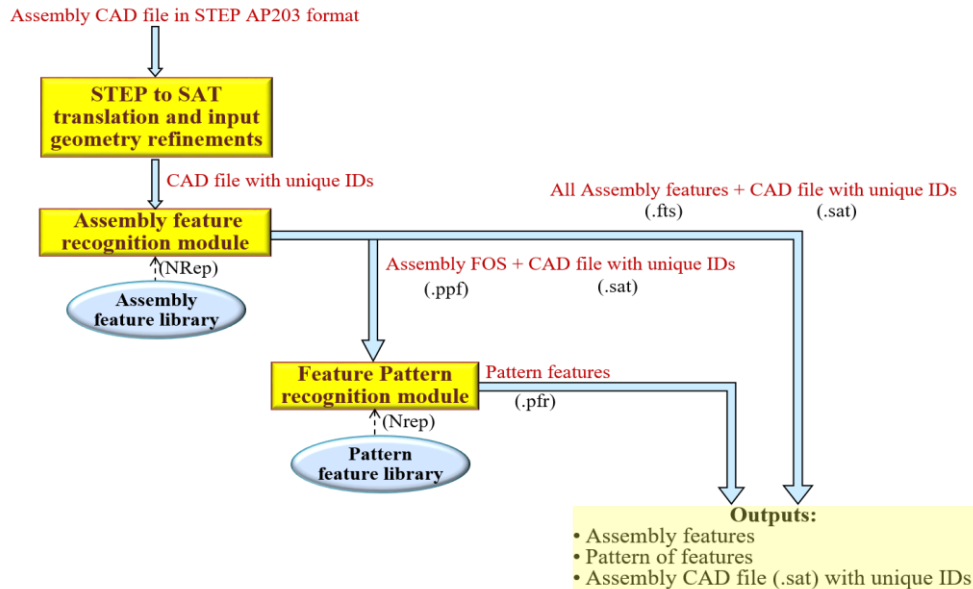 Assembly CAD file in STEP AP203 format
STEP to SAT
translation and input
geometry refinements
CAD file with unique IDs
All Assembly features + CAD file with unique IDs
(.fts) (.sat)
Assembly feature
recognition module
(NRep)
Assembly FOS + CAD file with unique IDs
(.ppf) (.sat)
Assembly
feature library
Feature Pattern
recognition module
Pattern features
(.pfr)
(Nrep)
Pattern
feature library
Outputs:
• Assembly features
• Pattern of features
• Assembly CAD file (.sat) with unique IDs